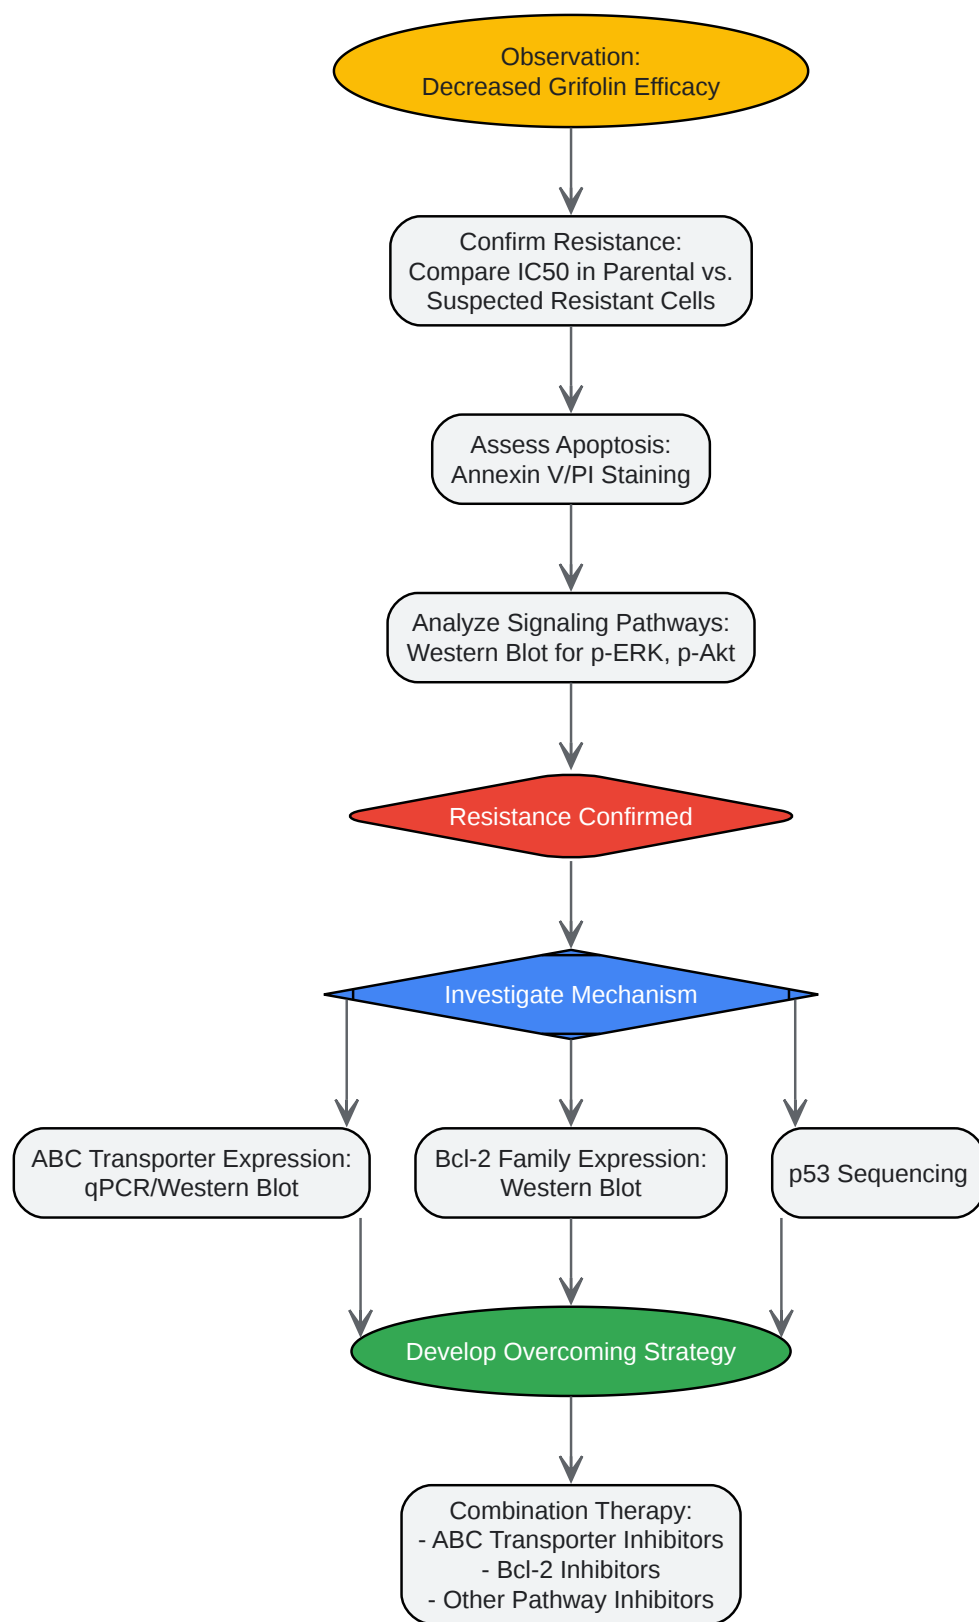 Observation:
Decreased Grifolin Efficacy
Confirm Resistance:
Compare IC50 in Parental vs.
Suspected Resistant Cells
Assess Apoptosis:
Annexin V/PI Staining
Analyze Signaling Pathways:
Western Blot for p-ERK, p-Akt
Resistance Confirmed
Investigate Mechanism
ABC Transporter Expression:
qPCR/Western Blot
Bcl-2 Family Expression:
Western Blot
p53 Sequencing
Develop Overcoming Strategy
Combination Therapy:
- ABC Transporter Inhibitors
- Bcl-2 Inhibitors
- Other Pathway Inhibitors